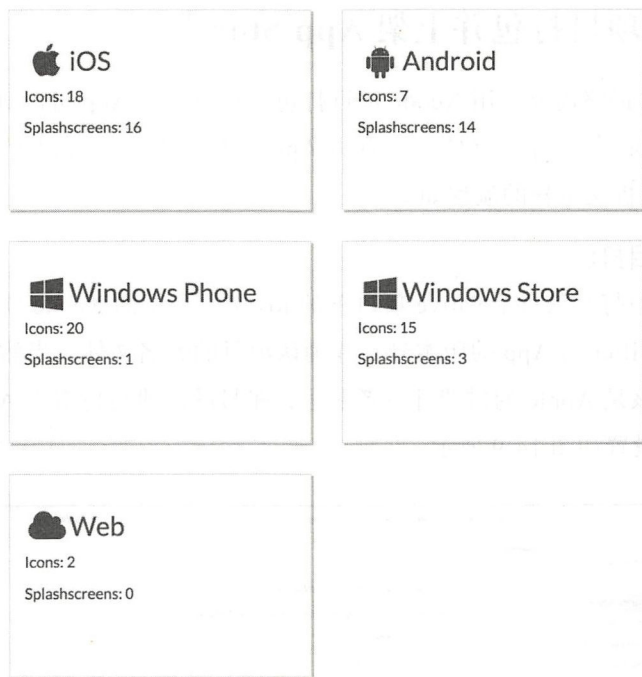 iOS
Icons: 18
Splashscreens: 16
Android
Icons: 7
Splashscreens: 14
Windows Phone
Icons: 20
Splashscreens: 1
Windows Store
Icons: 15
Splashscreens: 3
Web
Icons: 2
Splashscreens: 0